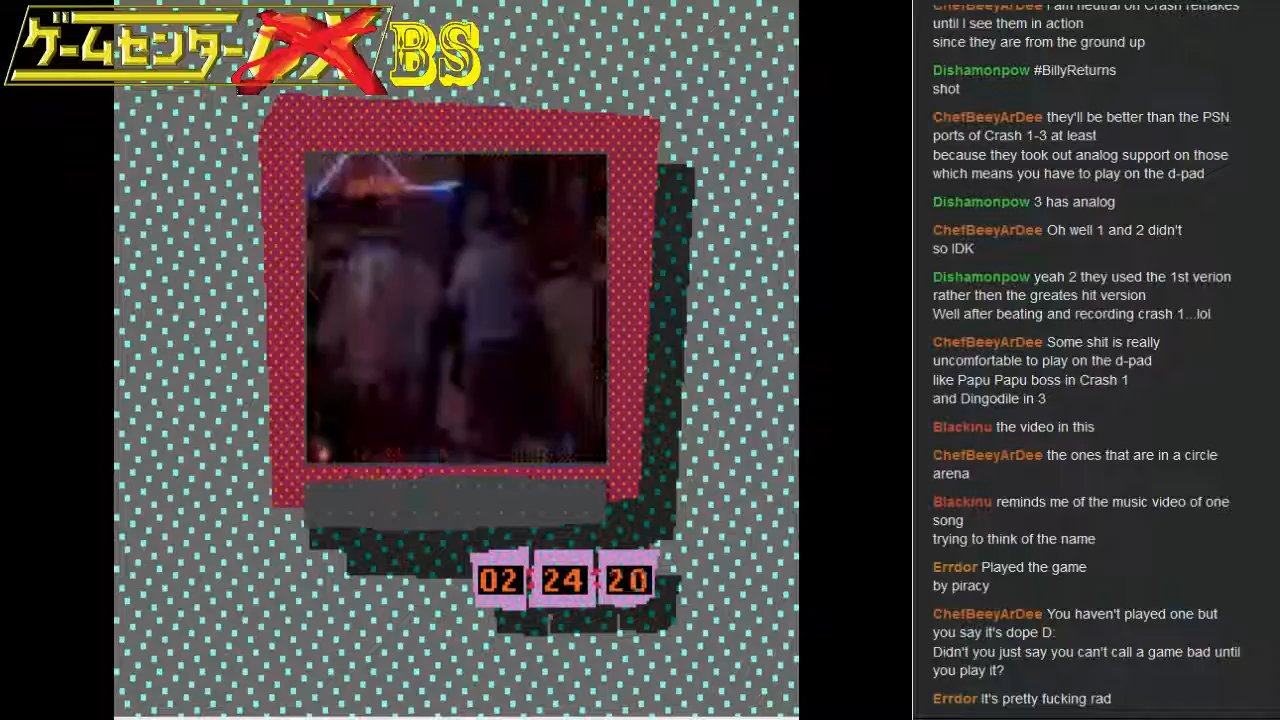 ゲームセンターDX BS
02:24:20
ChefBeeyArDee I am neutral on Crash remakes
until I see them in action
since they are from the ground up
Dishamonpow #BillyReturns
shot
ChefBeeyArDee they'll be better than the PSN
ports of Crash 1-3 at least
because they took out analog support on those
which means you have to play on the d-pad
Dishamonpow 3 has analog
ChefBeeyArDee Oh well 1 and 2 didn't
so IDK
Dishamonpow yeah 2 they used the 1st verion
rather then the greates hit version
Well after beating and recording crash 1...lol
ChefBeeyArDee Some shit is really
uncomfortable to play on the d-pad
like Papu Papu boss in Crash 1
and Dingodile in 3
Blackinu the video in this
ChefBeeyArDee the ones that are in a circle
arena
Blackinu reminds me of the music video of one
song
trying to think of the name
Errdor Played the game
by piracy
ChefBeeyArDee You haven't played one but
you say it's dope D:
Didn't you just say you can't call a game bad until
you play it?
Errdor It's pretty fucking rad